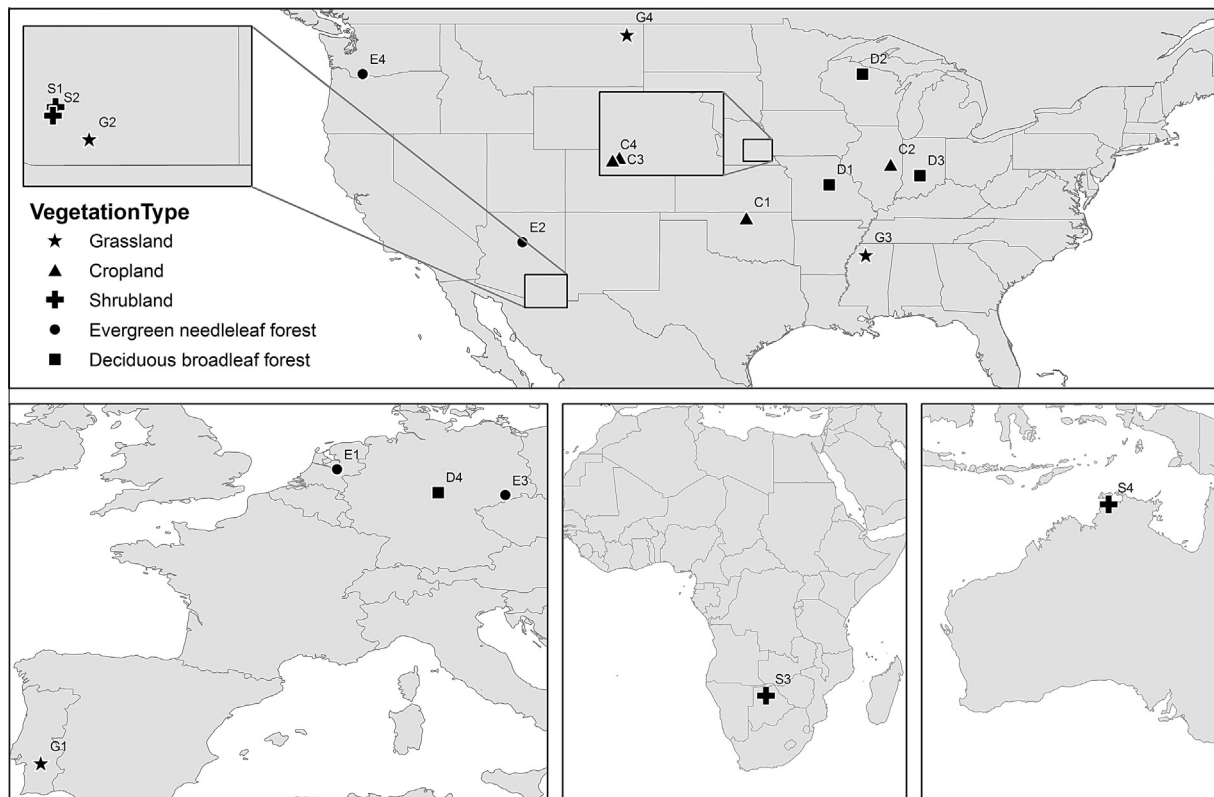 G4
E4
D2
S1
S2
G2
C4
C3
C2
D3
D1
C1
E2
G3
VegetationType
Grassland
Cropland
Shrubland
Evergreen needleleaf forest
Deciduous broadleaf forest
E1
D4
E3
G1
S3
S4